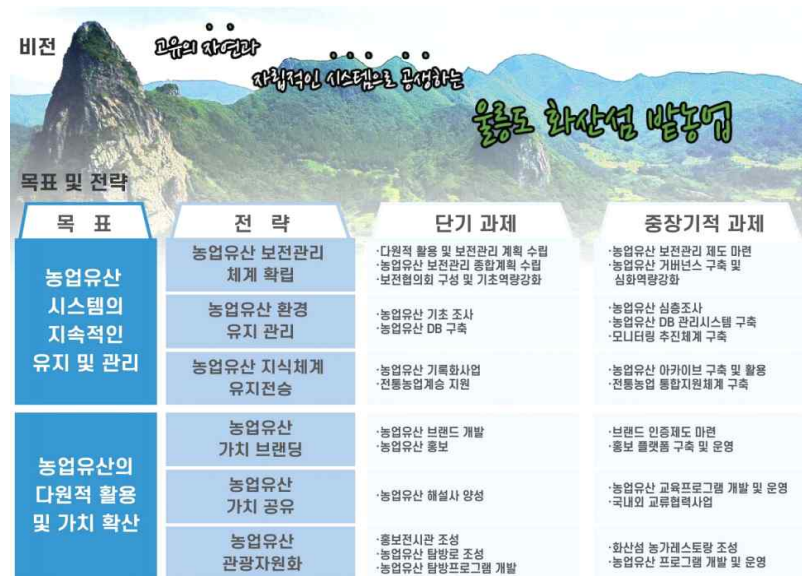 비전
고유의 자연과
자립적인 시스템으로 공생하는
울릉도 화산섬 밭농업
목표 및 전략
목 표
전 략
단기 과제
중장기적 과제
농업유산
시스템의
지속적인
유지 및 관리
농업유산 보전관리
체계 확립
·다원적 활용 및 보전관리 계획 수립
·농업유산 보전관리 종합계획 수립
·보전협의회 구성 및 기초역량강화
·농업유산 보전관리 제도 마련
·농업유산 거버넌스 구축 및
심화역량강화
농업유산 환경
유지 관리
·농업유산 기초 조사
·농업유산 DB 구축
·농업유산 심층조사
·농업유산 DB 관리시스템 구축
·모니터링 추진체계 구축
농업유산 지식체계
유지전승
·농업유산 기록화사업
·전통농업계승 지원
·농업유산 아카이브 구축 및 활용
·전통농업 통합지원체계 구축
농업유산의
다원적 활용
및 가치 확산
농업유산
가치 브랜딩
·농업유산 브랜드 개발
·농업유산 홍보
·브랜드 인증제도 마련
·홍보 플랫폼 구축 및 운영
농업유산
가치 공유
·농업유산 해설사 양성
·농업유산 교육프로그램 개발 및 운영
·국내외 교류협력사업
농업유산
관광자원화
·홍보전시관 조성
·농업유산 탐방로 조성
·농업유산 탐방프로그램 개발
·화산섬 농가레스토랑 조성
·농업유산 프로그램 개발 및 운영